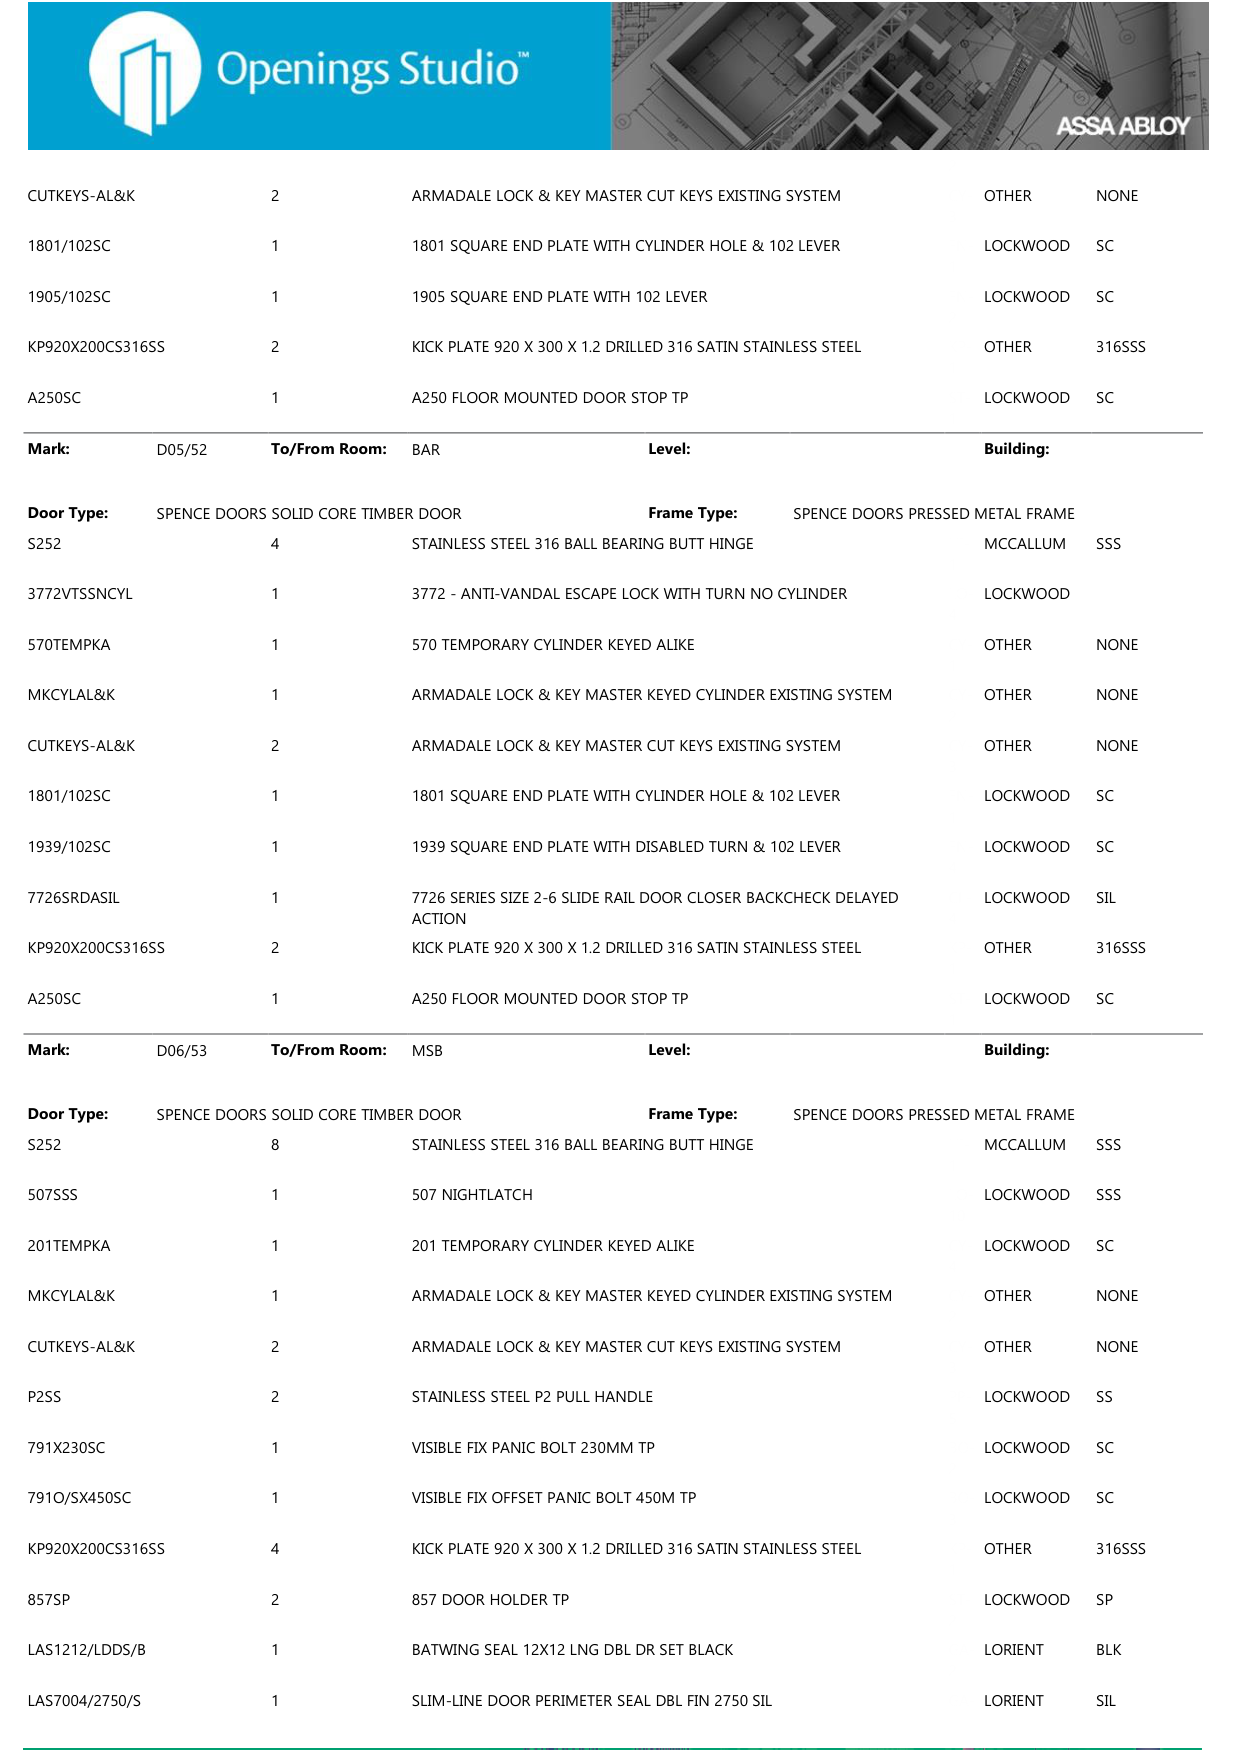 Openings Studio™
ASSA ABLOY
CUTKEYS-AL&K 2 ARMADALE LOCK & KEY MASTER CUT KEYS EXISTING SYSTEM OTHER NONE
1801/102SC 1 1801 SQUARE END PLATE WITH CYLINDER HOLE & 102 LEVER LOCKWOOD SC
1905/102SC 1 1905 SQUARE END PLATE WITH 102 LEVER LOCKWOOD SC
KP920X200CS316SS 2 KICK PLATE 920 X 300 X 1.2 DRILLED 316 SATIN STAINLESS STEEL OTHER 316SSS
A250SC 1 A250 FLOOR MOUNTED DOOR STOP TP LOCKWOOD SC
Mark: D05/52 To/From Room: BAR Level: Building:
Door Type: SPENCE DOORS SOLID CORE TIMBER DOOR Frame Type: SPENCE DOORS PRESSED METAL FRAME
S252 4 STAINLESS STEEL 316 BALL BEARING BUTT HINGE MCCALLUM SSS
3772VTSSNCYL 1 3772 - ANTI-VANDAL ESCAPE LOCK WITH TURN NO CYLINDER LOCKWOOD
570TEMPKA 1 570 TEMPORARY CYLINDER KEYED ALIKE OTHER NONE
MKCYLAL&K 1 ARMADALE LOCK & KEY MASTER KEYED CYLINDER EXISTING SYSTEM OTHER NONE
CUTKEYS-AL&K 2 ARMADALE LOCK & KEY MASTER CUT KEYS EXISTING SYSTEM OTHER NONE
1801/102SC 1 1801 SQUARE END PLATE WITH CYLINDER HOLE & 102 LEVER LOCKWOOD SC
1939/102SC 1 1939 SQUARE END PLATE WITH DISABLED TURN & 102 LEVER LOCKWOOD SC
7726SRDASIL 1 7726 SERIES SIZE 2-6 SLIDE RAIL DOOR CLOSER BACKCHECK DELAYED LOCKWOOD SIL
ACTION
KP920X200CS316SS 2 KICK PLATE 920 X 300 X 1.2 DRILLED 316 SATIN STAINLESS STEEL OTHER 316SSS
A250SC 1 A250 FLOOR MOUNTED DOOR STOP TP LOCKWOOD SC
Mark: D06/53 To/From Room: MSB Level: Building:
Door Type: SPENCE DOORS SOLID CORE TIMBER DOOR Frame Type: SPENCE DOORS PRESSED METAL FRAME
S252 8 STAINLESS STEEL 316 BALL BEARING BUTT HINGE MCCALLUM SSS
507SSS 1 507 NIGHTLATCH LOCKWOOD SSS
201TEMPKA 1 201 TEMPORARY CYLINDER KEYED ALIKE LOCKWOOD SC
MKCYLAL&K 1 ARMADALE LOCK & KEY MASTER KEYED CYLINDER EXISTING SYSTEM OTHER NONE
CUTKEYS-AL&K 2 ARMADALE LOCK & KEY MASTER CUT KEYS EXISTING SYSTEM OTHER NONE
P2SS 2 STAINLESS STEEL P2 PULL HANDLE LOCKWOOD SS
791X230SC 1 VISIBLE FIX PANIC BOLT 230MM TP LOCKWOOD SC
791O/SX450SC 1 VISIBLE FIX OFFSET PANIC BOLT 450M TP LOCKWOOD SC
KP920X200CS316SS 4 KICK PLATE 920 X 300 X 1.2 DRILLED 316 SATIN STAINLESS STEEL OTHER 316SSS
857SP 2 857 DOOR HOLDER TP LOCKWOOD SP
LAS1212/LDDS/B 1 BATWING SEAL 12X12 LNG DBL DR SET BLACK LORIENT BLK
LAS7004/2750/S 1 SLIM-LINE DOOR PERIMETER SEAL DBL FIN 2750 SIL LORIENT SIL